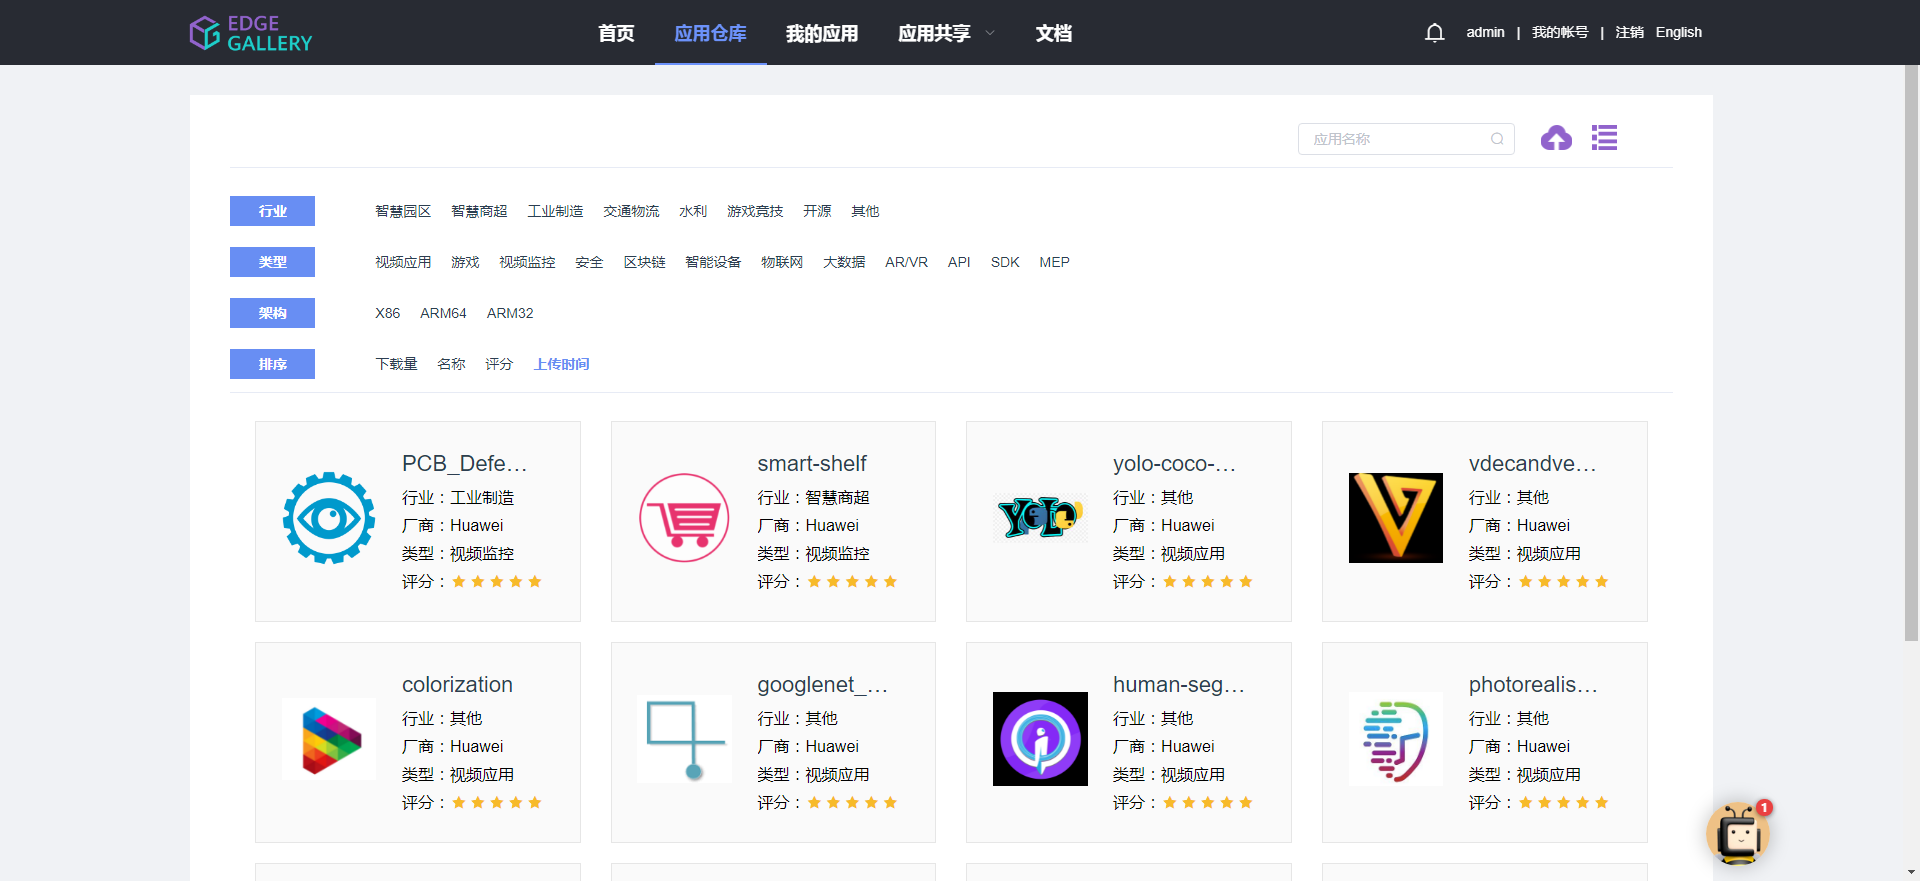 EDGE
GALLERY
首页 应用仓库 我的应用 应用共享 文档
admin | 我的帐号 | 注销 English
应用名称
行业 智慧园区 智慧商超 工业制造 交通物流 水利 游戏竞技 开源 其他
类型 视频应用 游戏 视频监控 安全 区块链 智能设备 物联网 大数据 AR/VR API SDK MEP
架构 X86 ARM64 ARM32
排序 下载量 名称 评分 上传时间
PCB_Defe...
行业：工业制造
厂商：Huawei
类型：视频监控
评分：
smart-shelf
行业：智慧商超
厂商：Huawei
类型：视频监控
评分：
YOLO
yolo-coco-...
行业：其他
厂商：Huawei
类型：视频应用
评分：
vdecandve...
行业：其他
厂商：Huawei
类型：视频应用
评分：
colorization
行业：其他
厂商：Huawei
类型：视频应用
评分：
googlenet_...
行业：其他
厂商：Huawei
类型：视频应用
评分：
human-seg...
行业：其他
厂商：Huawei
类型：视频应用
评分：
photorealis...
行业：其他
厂商：Huawei
类型：视频应用
评分：
1